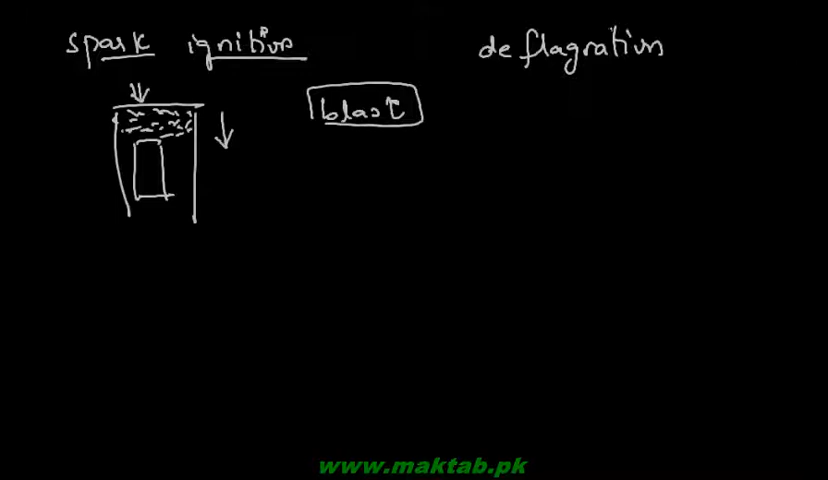 spark ignition
deflagration
blast
www.maktab.pk